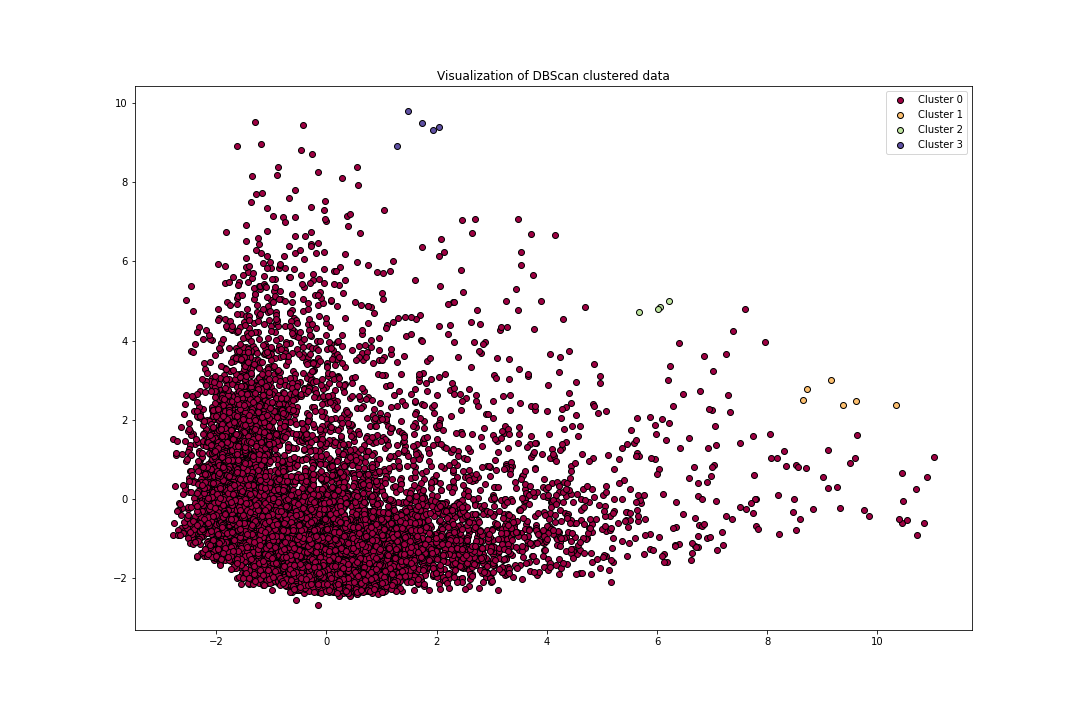 Visualization of DBScan clustered data
Cluster 0
Cluster 1
Cluster 2
Cluster 3
10
8
6
4
2
0
−2
−2 0 2 4 6 8 10